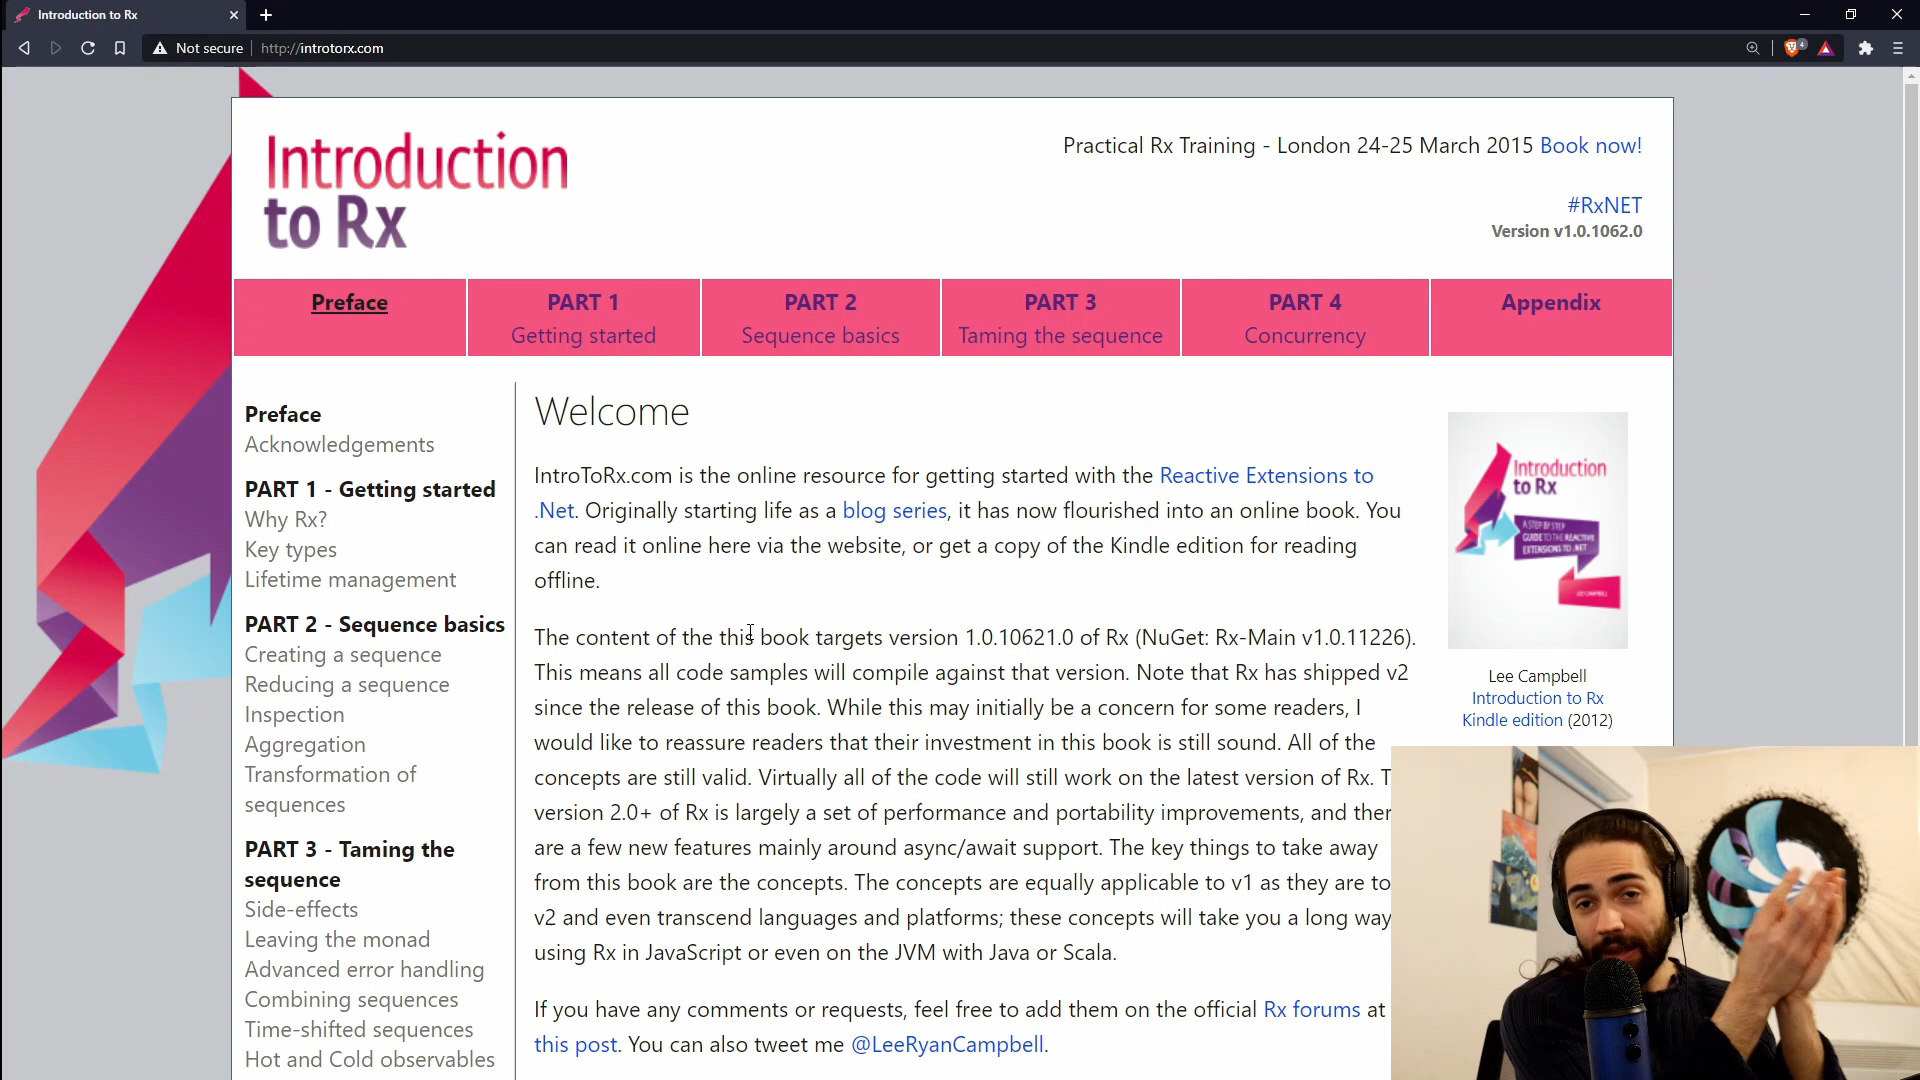 Introduction to Rx
Not secure
http://introtorx.com
4
Introduction
to Rx
Practical Rx Training - London 24-25 March 2015 Book now!
#RxNET
Version v1.0.1062.0
Preface
PART 1
Getting started
PART 2
Sequence basics
PART 3
Taming the sequence
PART 4
Concurrency
Appendix
Preface
Acknowledgements
PART 1 - Getting started
Why Rx?
Key types
Lifetime management
PART 2 - Sequence basics
Creating a sequence
Reducing a sequence
Inspection
Aggregation
Transformation of
sequences
PART 3 - Taming the
sequence
Side-effects
Leaving the monad
Advanced error handling
Combining sequences
Time-shifted sequences
Hot and Cold observables
Welcome
IntroToRx.com is the online resource for getting started with the Reactive Extensions to
.Net. Originally starting life as a blog series, it has now flourished into an online book. You
can read it online here via the website, or get a copy of the Kindle edition for reading
offline.
The content of the this book targets version 1.0.10621.0 of Rx (NuGet: Rx-Main v1.0.11226).
This means all code samples will compile against that version. Note that Rx has shipped v2
since the release of this book. While this may initially be a concern for some readers, I
would like to reassure readers that their investment in this book is still sound. All of the
concepts are still valid. Virtually all of the code will still work on the latest version of Rx. T
version 2.0+ of Rx is largely a set of performance and portability improvements, and ther
are a few new features mainly around async/await support. The key things to take away
from this book are the concepts. The concepts are equally applicable to v1 as they are to
v2 and even transcend languages and platforms; these concepts will take you a long way
using Rx in JavaScript or even on the JVM with Java or Scala.
If you have any comments or requests, feel free to add them on the official Rx forums at
this post. You can also tweet me @LeeRyanCampbell.
Introduction
to Rx
A STEP BY STEP
GUIDE TO THE REACTIVE
EXTENSIONS TO .NET
LEE CAMPBELL
Lee Campbell
Introduction to Rx
Kindle edition (2012)